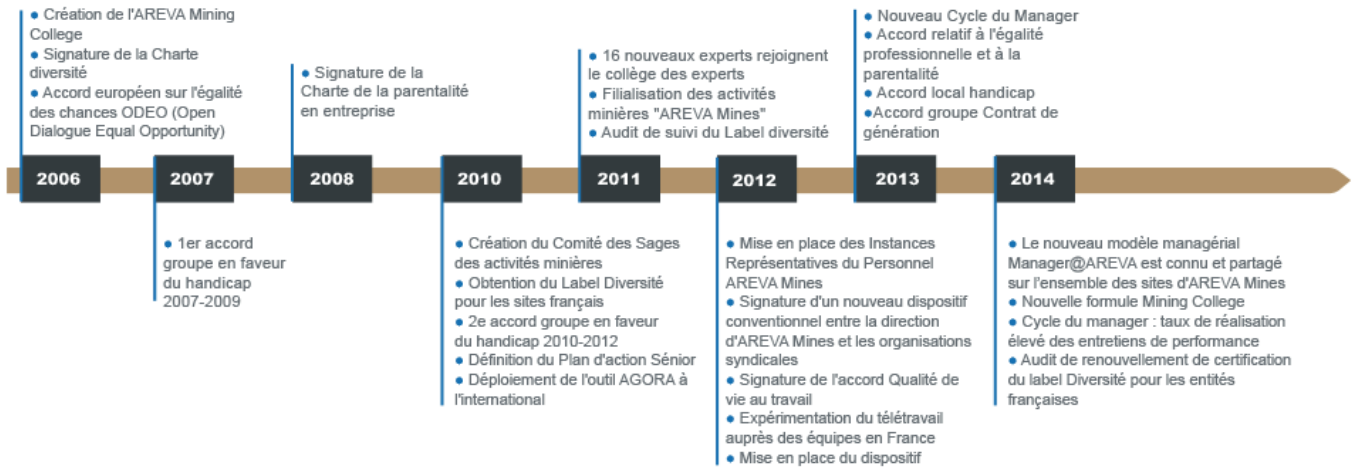 ● Création de l'AREVA Mining
College
● Signature de la Charte
diversité
● Accord européen sur l'égalité
des chances ODEO (Open
Dialogue Equal Opportunity)
2006
2007
● 1er accord
groupe en faveur
du handicap
2007-2009
● Signature de la
Charte de la parentalité
en entreprise
2008
2010
● Création du Comité des Sages
des activités minières
● Obtention du Label Diversité
pour les sites français
● 2e accord groupe en faveur
du handicap 2010-2012
● Définition du Plan d'action Sénior
● Déploiement de l'outil AGORA à
l'international
● 16 nouveaux experts rejoignent
le collège des experts
● Filialisation des activités
minières "AREVA Mines"
● Audit de suivi du Label diversité
2011
2012
● Mise en place des Instances
Représentatives du Personnel
AREVA Mines
● Signature d'un nouveau dispositif
conventionnel entre la direction
d'AREVA Mines et les organisations
syndicales
● Signature de l'accord Qualité de
vie au travail
● Expérimentation du télétravail
auprès des équipes en France
● Mise en place du dispositif
● Nouveau Cycle du Manager
● Accord relatif à l'égalité
professionnelle et à la
parentalité
● Accord local handicap
●Accord groupe Contrat de
génération
2013
2014
● Le nouveau modèle managérial
Manager@AREVA est connu et partagé
sur l'ensemble des sites d'AREVA Mines
● Nouvelle formule Mining College
● Cycle du manager : taux de réalisation
élevé des entretiens de performance
● Audit de renouvellement de certification
du label Diversité pour les entités
françaises